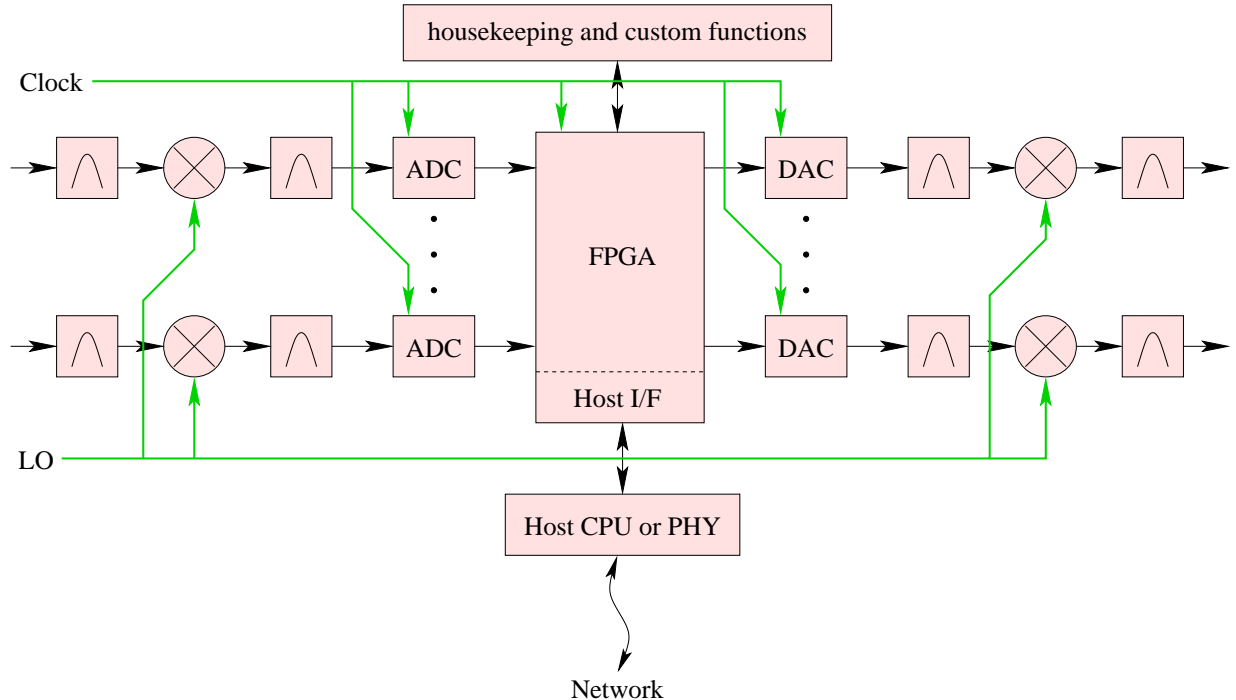 housekeeping and custom functions
Clock
ADC
DAC
FPGA
ADC
DAC
Host I/F
LO
Host CPU or PHY
Network